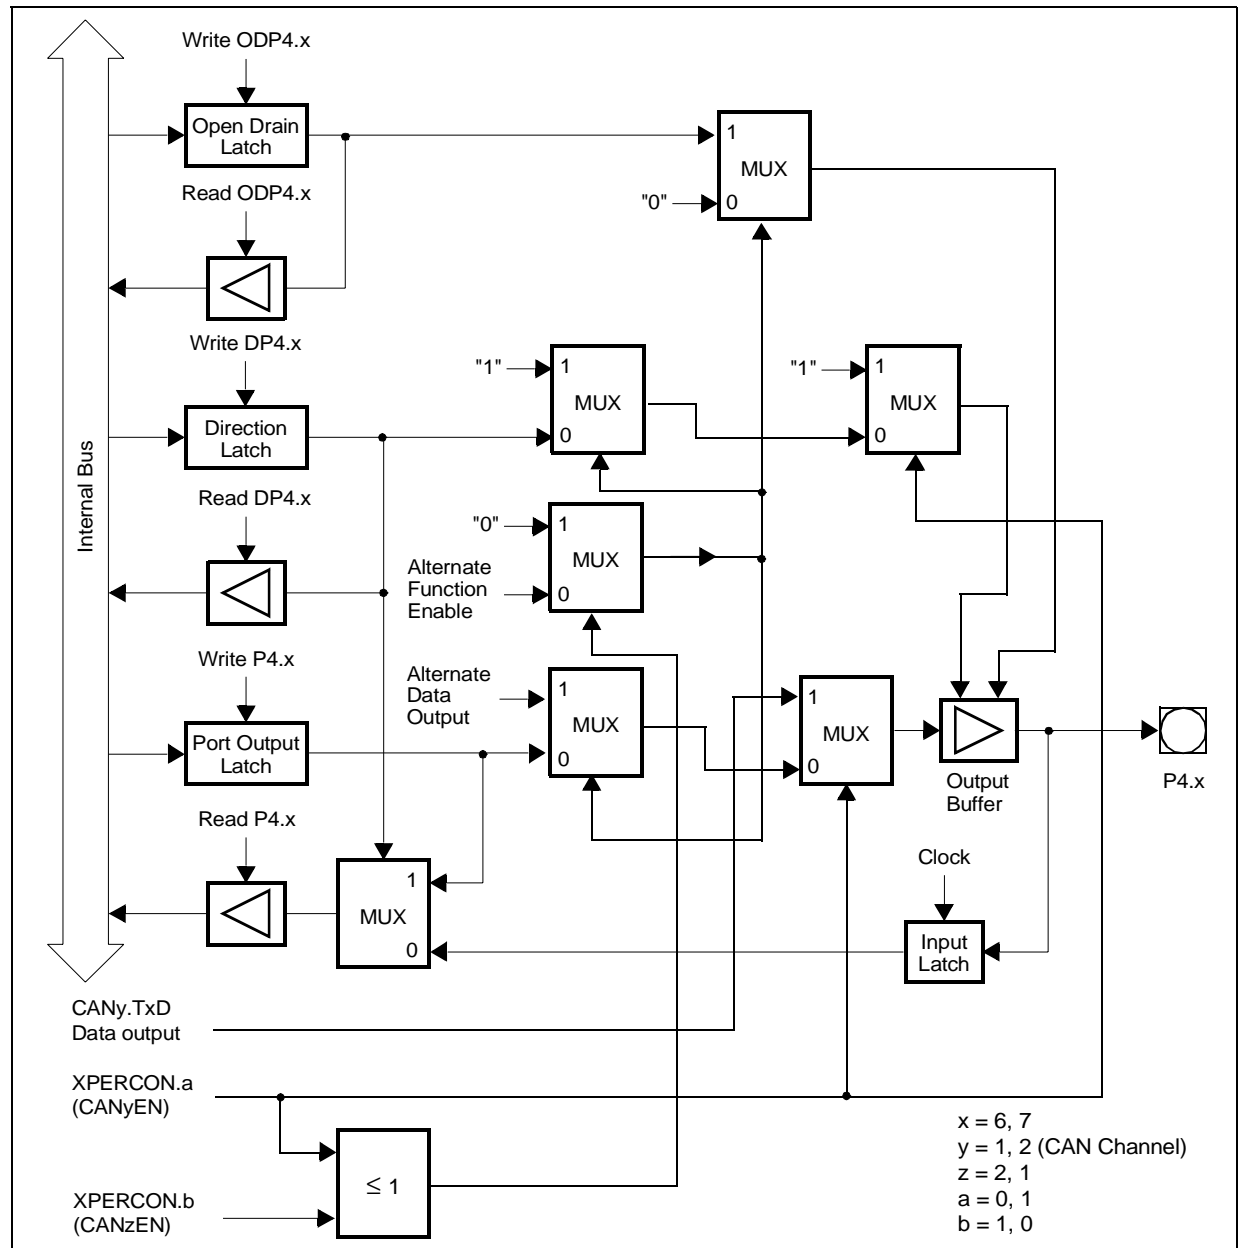 Write ODP4.x
Open Drain
Latch
1
MUX
"0"
0
Read ODP4.x
Write DP4.x
"1"
1
MUX
0
"1"
1
MUX
0
Direction
Latch
Internal Bus
Read DP4.x
"0"
1
MUX
Alternate
Function
Enable
0
Write P4.x
Alternate
Data
Output
1
MUX
0
1
MUX
0
Port Output
Latch
Output
Buffer
P4.x
Read P4.x
1
MUX
0
Clock
Input
Latch
CANy.TxD
Data output
XPERCON.a
(CANyEN)
≤ 1
XPERCON.b
(CANzEN)
x = 6, 7
y = 1, 2 (CAN Channel)
z = 2, 1
a = 0, 1
b = 1, 0